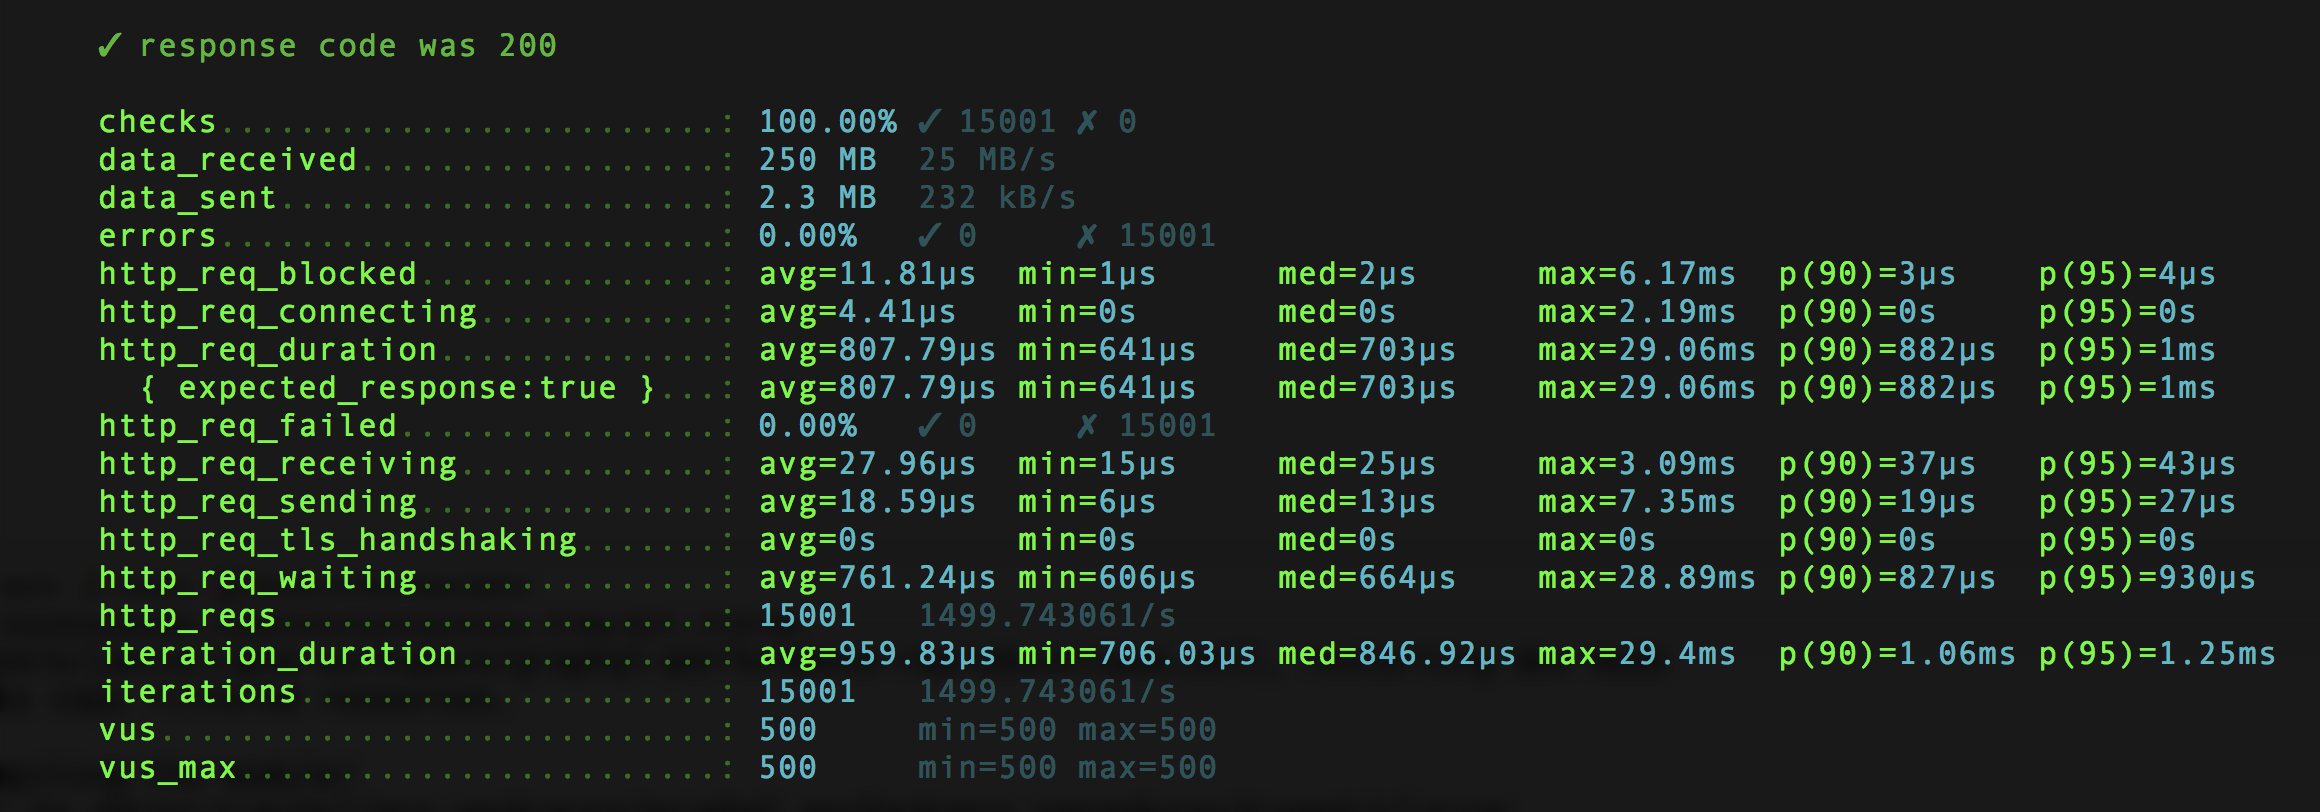 ✓ response code was 200
checks.........................: 100.00% ✓ 15001 ✗ 0
data_received..................: 250 MB 25 MB/s
data_sent......................: 2.3 MB 232 kB/s
errors.........................: 0.00% ✓ 0 ✗ 15001
http_req_blocked...............: avg=11.81µs min=1µs med=2µs max=6.17ms p(90)=3µs p(95)=4µs
http_req_connecting............: avg=4.41µs min=0s med=0s max=2.19ms p(90)=0s p(95)=0s
http_req_duration..............: avg=807.79µs min=641µs med=703µs max=29.06ms p(90)=882µs p(95)=1ms
{ expected_response:true }...: avg=807.79µs min=641µs med=703µs max=29.06ms p(90)=882µs p(95)=1ms
http_req_failed................: 0.00% ✓ 0 ✗ 15001
http_req_receiving.............: avg=27.96µs min=15µs med=25µs max=3.09ms p(90)=37µs p(95)=43µs
http_req_sending...............: avg=18.59µs min=6µs med=13µs max=7.35ms p(90)=19µs p(95)=27µs
http_req_tls_handshaking.......: avg=0s min=0s med=0s max=0s p(90)=0s p(95)=0s
http_req_waiting...............: avg=761.24µs min=606µs med=664µs max=28.89ms p(90)=827µs p(95)=930µs
http_reqs......................: 15001 1499.743061/s
iteration_duration.............: avg=959.83µs min=706.03µs med=846.92µs max=29.4ms p(90)=1.06ms p(95)=1.25ms
iterations.....................: 15001 1499.743061/s
vus............................: 500 min=500 max=500
vus_max........................: 500 min=500 max=500